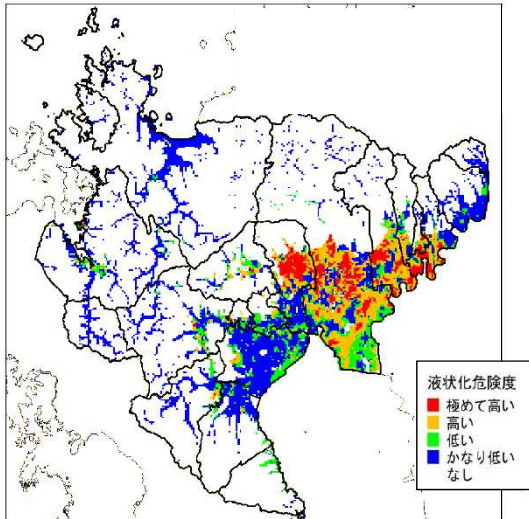 液状化危険度
極めて高い
高い
低い
かなり低い
なし